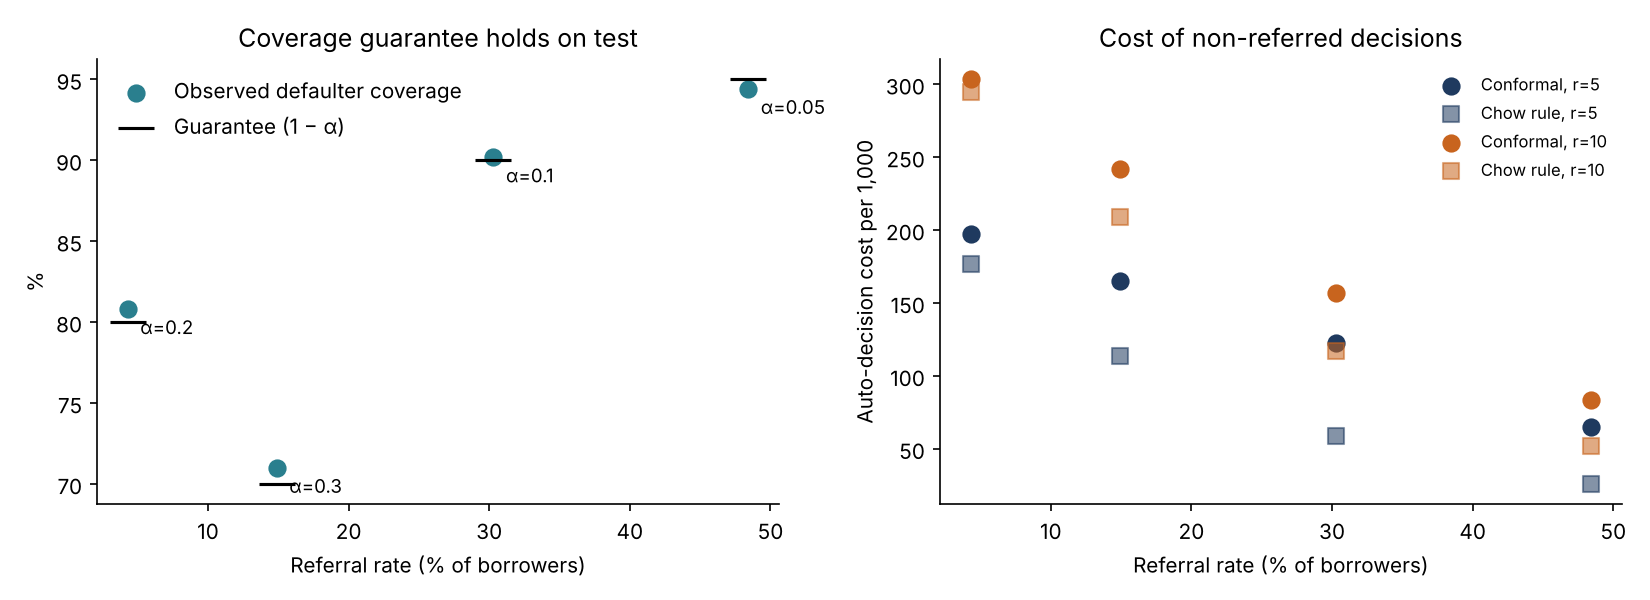 Coverage guarantee holds on test
Observed defaulter coverage
Guarantee (1 − α)
α=0.05
α=0.1
α=0.2
α=0.3
%
95
90
85
80
75
70
10 20 30 40 50
Referral rate (% of borrowers)
Cost of non-referred decisions
Conformal, r=5
Chow rule, r=5
Conformal, r=10
Chow rule, r=10
Auto-decision cost per 1,000
300
250
200
150
100
50
10 20 30 40 50
Referral rate (% of borrowers)